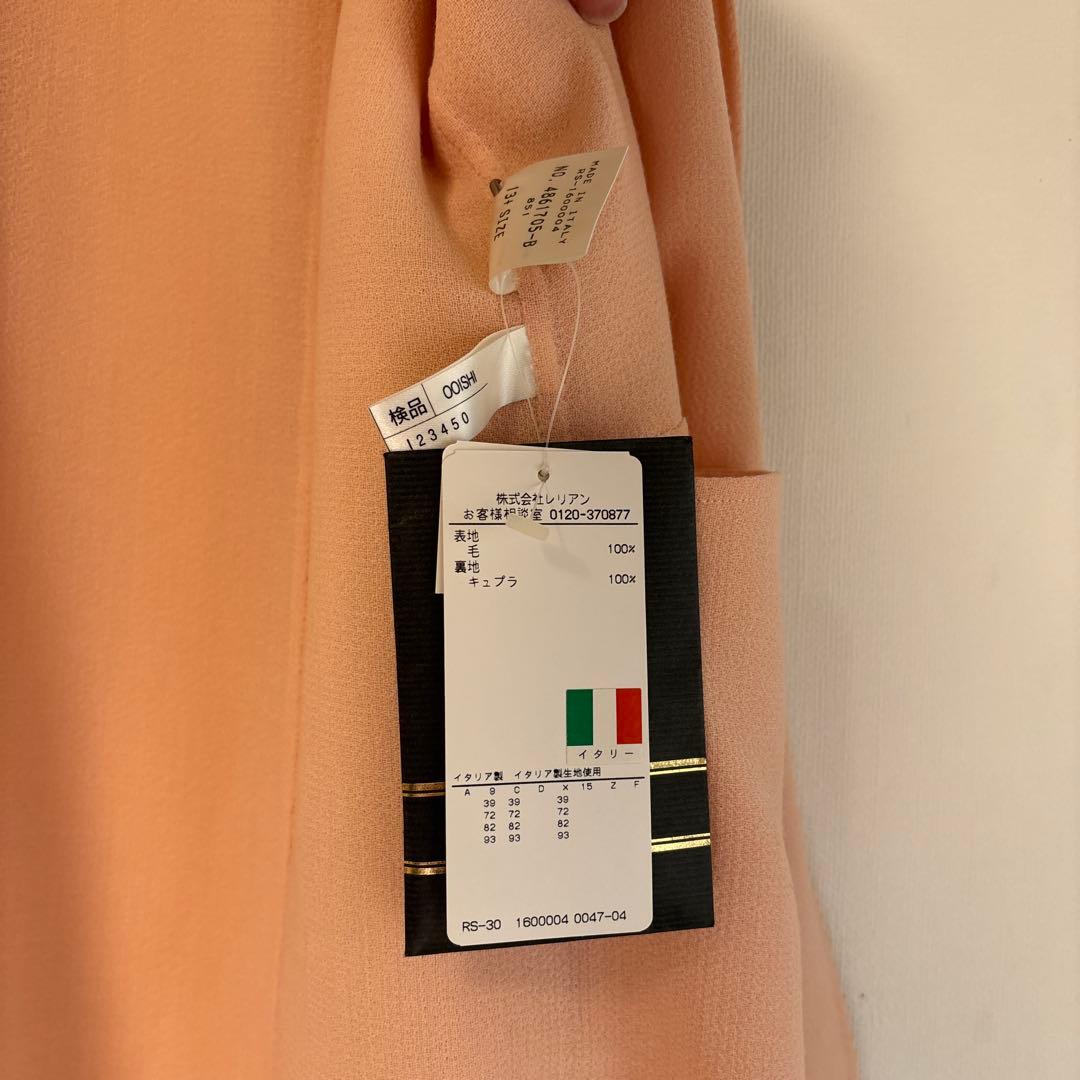 MADE IN ITALY
RS-1600004
NO. 4861705-B
851
13+ SIZE
検品 OOISHI
123450
株式会社レリアン
お客様相談室 0120-370877
表地
毛 100%
裏地
キュプラ 100%
イタリー
イタリア製 イタリア製生地使用
A 9 C D X 15 Z F
39 39 39
72 72 72
82 82 82
93 93 93
RS-30 1600004 0047-04